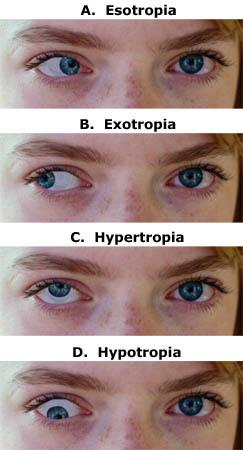 A. Esotropia
B. Exotropia
C. Hypertropia
D. Hypotropia